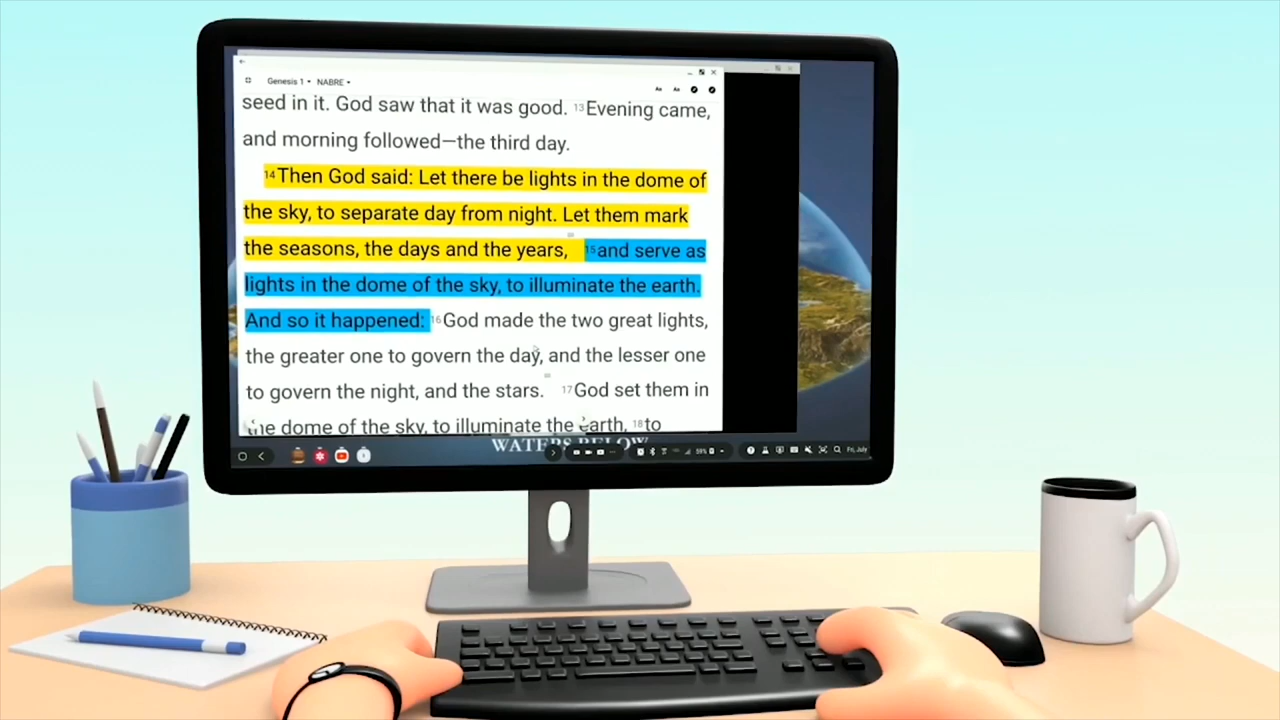 Genesis 1 NABRE
Aa Aa
seed in it. God saw that it was good. 13 Evening came,
and morning followed—the third day.
14 Then God said: Let there be lights in the dome of
the sky, to separate day from night. Let them mark
the seasons, the days and the years, 15 and serve as
lights in the dome of the sky, to illuminate the earth.
And so it happened: 16 God made the two great lights,
the greater one to govern the day, and the lesser one
to govern the night, and the stars. 17 God set them in
the dome of the sky, to illuminate the earth, 18 to
WATERS BELOW
59% Fri, July